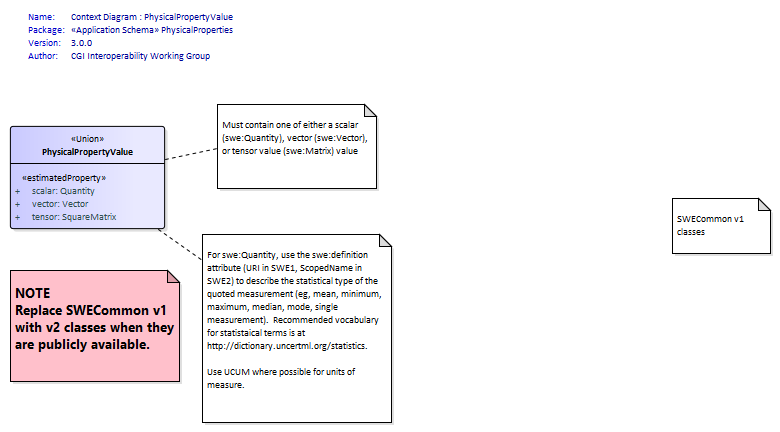 Name: Context Diagram : PhysicalPropertyValue
Package: «Application Schema» PhysicalProperties
Version: 3.0.0
Author: CGI Interoperability Working Group
«Union»
PhysicalPropertyValue
«estimatedProperty»
+ scalar: Quantity
+ vector: Vector
+ tensor: SquareMatrix
Must contain one of either a scalar
(swe:Quantity), vector (swe:Vector),
or tensor value (swe:Matrix) value
SWECommon v1
classes
For swe:Quantity, use the swe:definition
attribute (URI in SWE1, ScopedName in
SWE2) to describe the statistical type of the
quoted measurement (eg, mean, minimum,
maximum, median, mode, single
measurement).  Recommended vocabulary
for statistaical terms is at
http://dictionary.uncertml.org/statistics.
Use UCUM where possible for units of
measure.
NOTE
Replace SWECommon v1
with v2 classes when they
are publicly available.